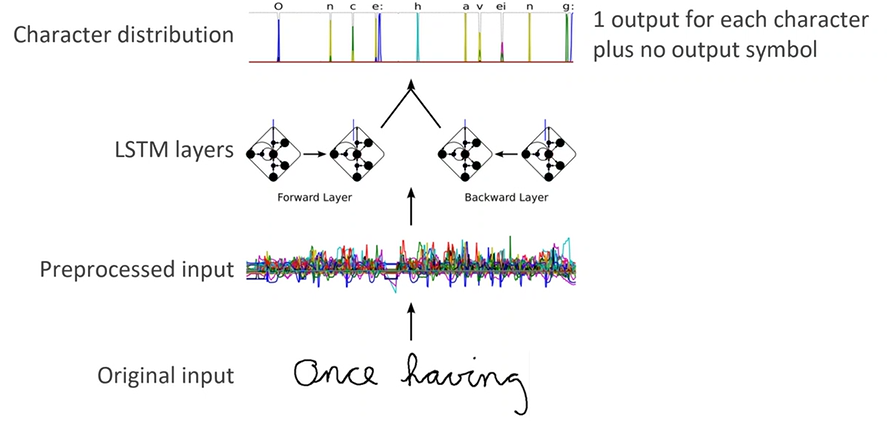 O n c e: h a v ei n g:
Character distribution
1 output for each character
plus no output symbol
LSTM layers
Forward Layer Backward Layer
Preprocessed input
Original input
Once having